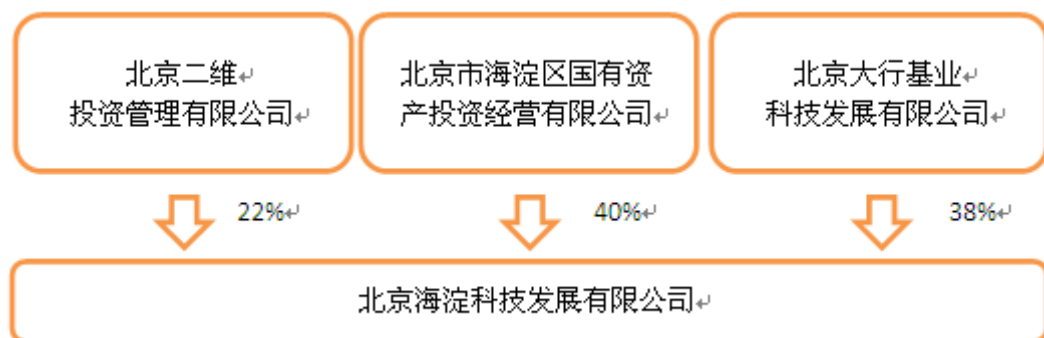 北京二维
投资管理有限公司
北京市海淀区国有资
产投资经营有限公司
北京大行基业
科技发展有限公司
22%
40%
38%
北京海淀科技发展有限公司